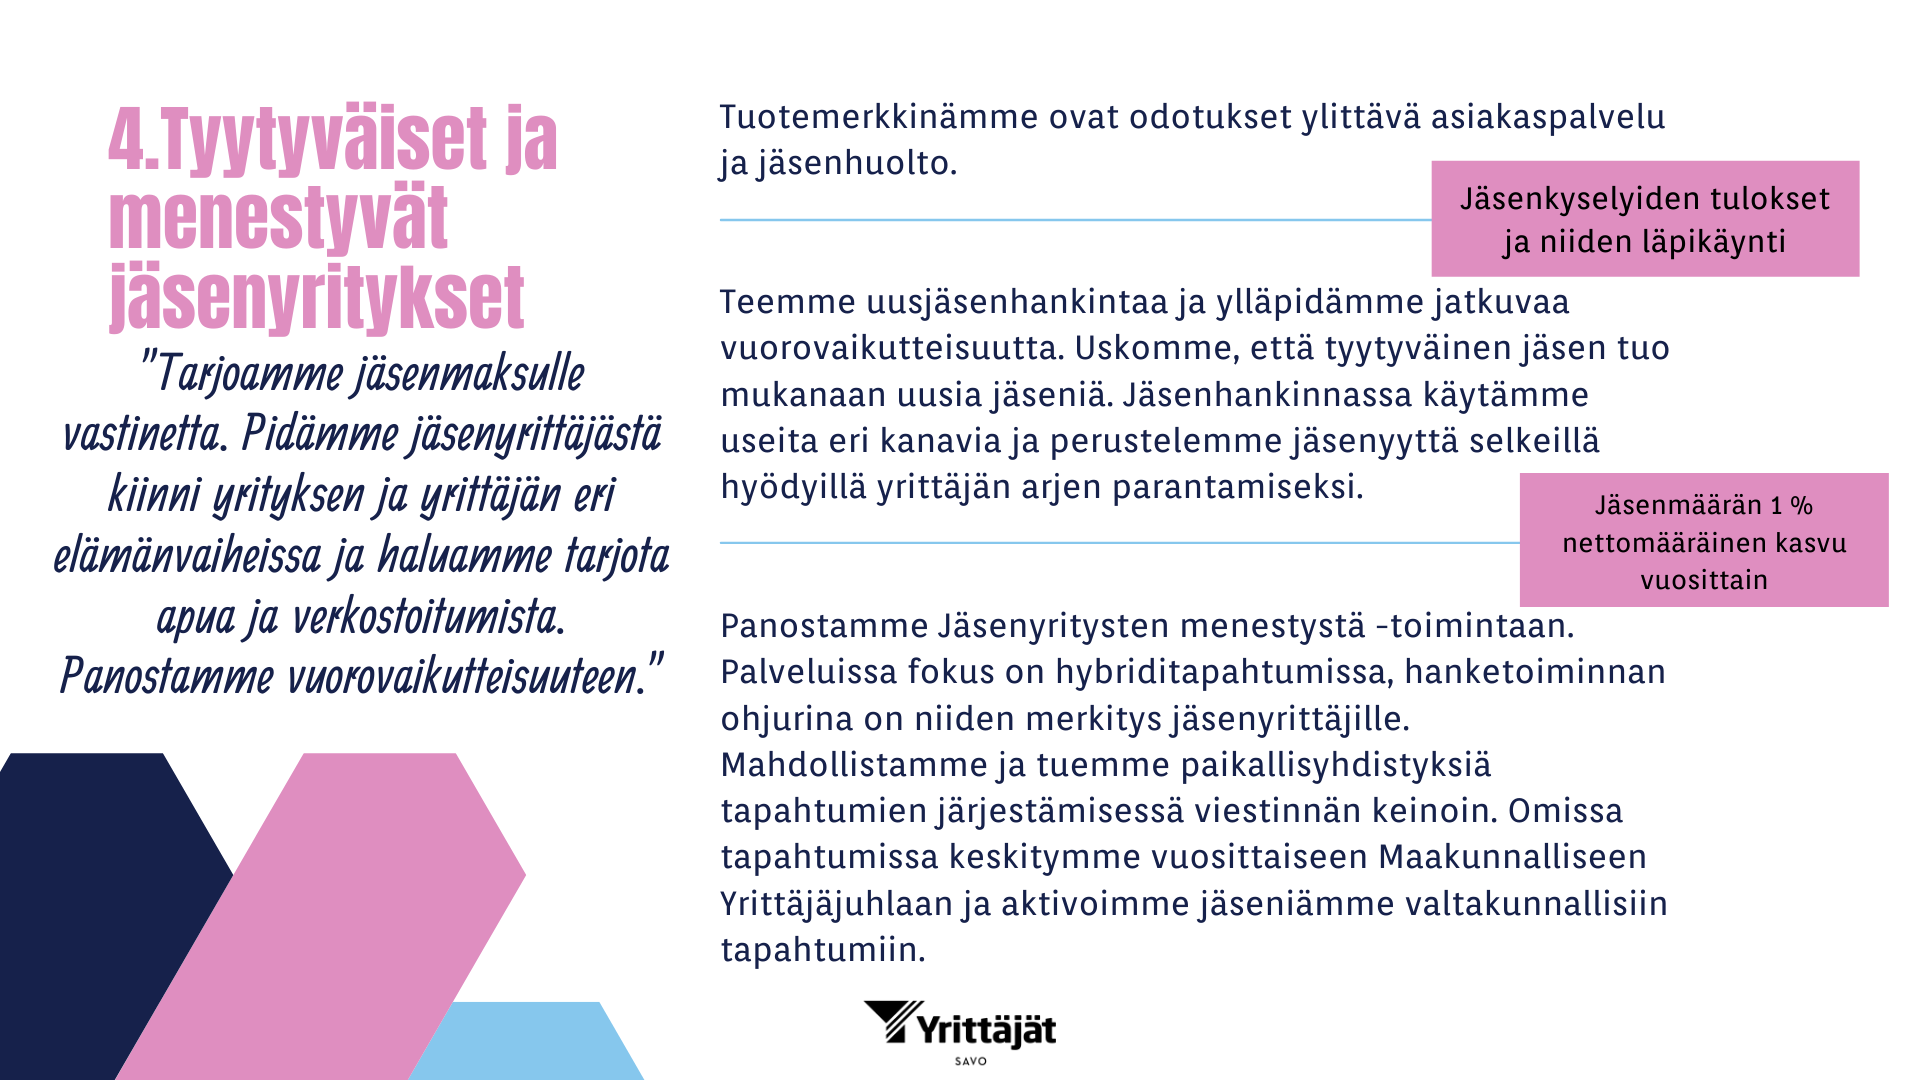 4.Tyytyväiset ja
menestyvät
jäsenyritykset
"Tarjoamme jäsenmaksulle
vastinetta. Pidämme jäsenyrittäjästä
kiinni yrityksen ja yrittäjän eri
elämänvaiheissa ja haluamme tarjota
apua ja verkostoitumista.
Panostamme vuorovaikutteisuuteen."
Tuotemerkkinämme ovat odotukset ylittävä asiakaspalvelu
ja jäsenhuolto.
Jäsenkyselyiden tulokset
ja niiden läpikäynti
Teemme uusjäsenhankintaa ja ylläpidämme jatkuvaa
vuorovaikutteisuutta. Uskomme, että tyytyväinen jäsen tuo
mukanaan uusia jäseniä. Jäsenhankinnassa käytämme
useita eri kanavia ja perustelemme jäsenyyttä selkeillä
hyödyillä yrittäjän arjen parantamiseksi.
Jäsenmäärän 1 %
nettomääräinen kasvu
vuosittain
Panostamme Jäsenyritysten menestystä -toimintaan.
Palveluissa fokus on hybriditapahtumissa, hanketoiminnan
ohjurina on niiden merkitys jäsenyrittäjille.
Mahdollistamme ja tuemme paikallisyhdistyksiä
tapahtumien järjestämisessä viestinnän keinoin. Omissa
tapahtumissa keskitymme vuosittaiseen Maakunnalliseen
Yrittäjäjuhlaan ja aktivoimme jäseniämme valtakunnallisiin
tapahtumiin.
Yrittäjät
SAVO